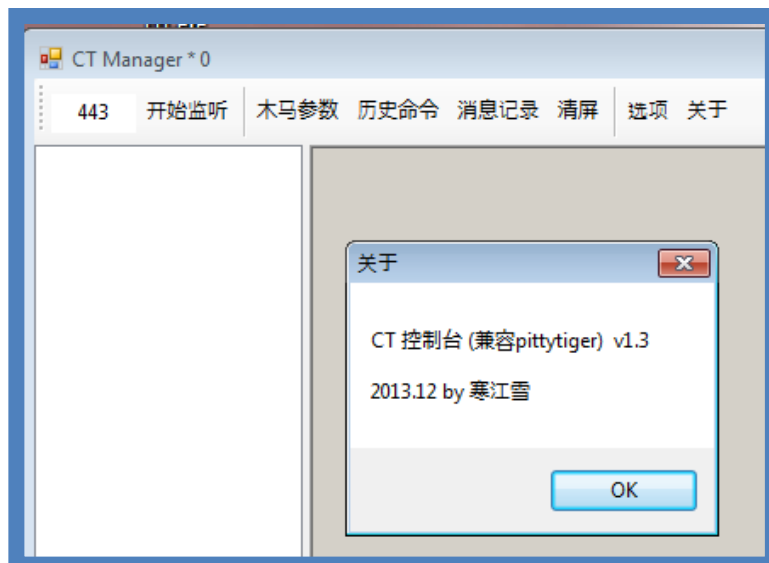 CT Manager * 0
443 开始监听 木马参数 历史命令 消息记录 清屏 选项 关于
关于
CT 控制台 (兼容pittytiger) v1.3
2013.12 by 寒江雪
OK